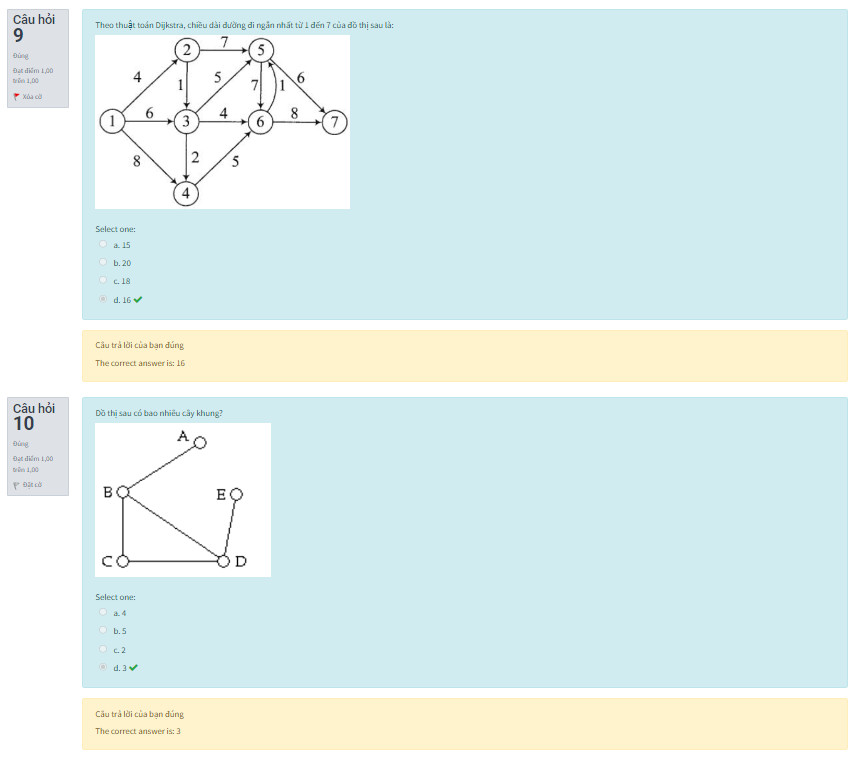 Câu hỏi
9
Đúng
Đạt điểm 1,00
trên 1,00
Xóa cờ
Theo thuật toán Dijkstra, chiều dài đường đi ngắn nhất từ 1 đến 7 của đồ thị sau là:
2 7 5
4 1 5 7 1 6
1 6 3 4 6 8 7
8 2 5
4
Select one:
a. 15
b. 20
c. 18
d. 16
Câu trả lời của bạn đúng
The correct answer is: 16
Câu hỏi
10
Đúng
Đạt điểm 1,00
trên 1,00
Đặt cờ
Đồ thị sau có bao nhiêu cây khung?
A
B E
C D
Select one:
a. 4
b. 5
c. 2
d. 3
Câu trả lời của bạn đúng
The correct answer is: 3